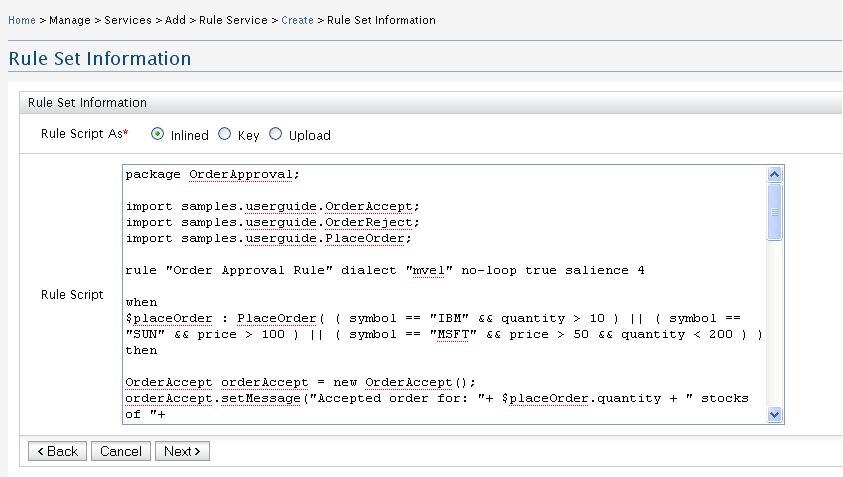 Home > Manage > Services > Add > Rule Service > Create > Rule Set Information
Rule Set Information
Rule Set Information
Rule Script As* Inlined Key Upload
Rule Script
package OrderApproval;
import samples.userguide.OrderAccept;
import samples.userguide.OrderReject;
import samples.userguide.PlaceOrder;
rule "Order Approval Rule" dialect "mvel" no-loop true salience 4
when
$placeOrder : PlaceOrder( ( symbol == "IBM" && quantity > 10 ) || ( symbol ==
"SUN" && price > 100 ) || ( symbol == "MSFT" && price > 50 && quantity < 200 ) )
then
OrderAccept orderAccept = new OrderAccept();
orderAccept.setMessage("Accepted order for: "+ $placeOrder.quantity + " stocks
of "+
< Back Cancel Next >